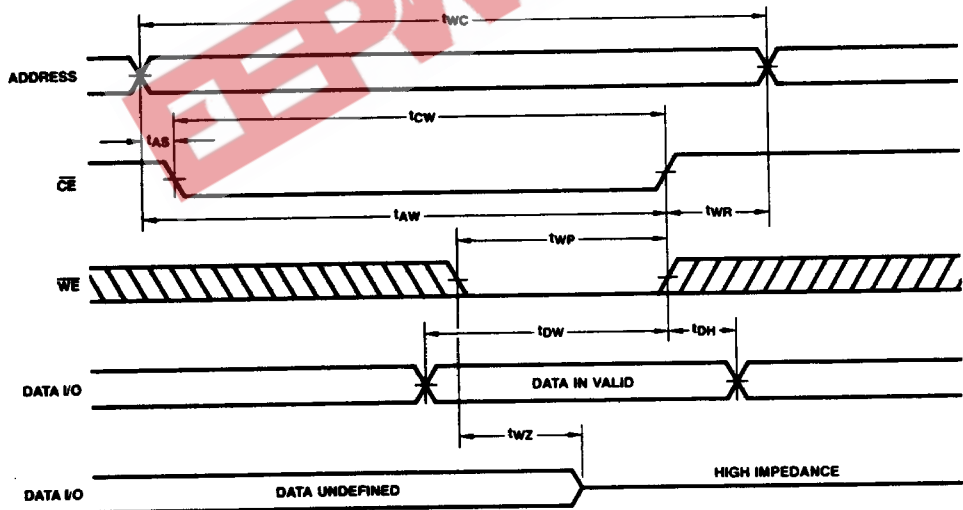 tWC
ADDRESS
tCW
tAS
CE
tAW
tWR
tWP
WE
tDW
tDH
DATA I/O
DATA IN VALID
tWZ
HIGH IMPEDANCE
DATA I/O
DATA UNDEFINED